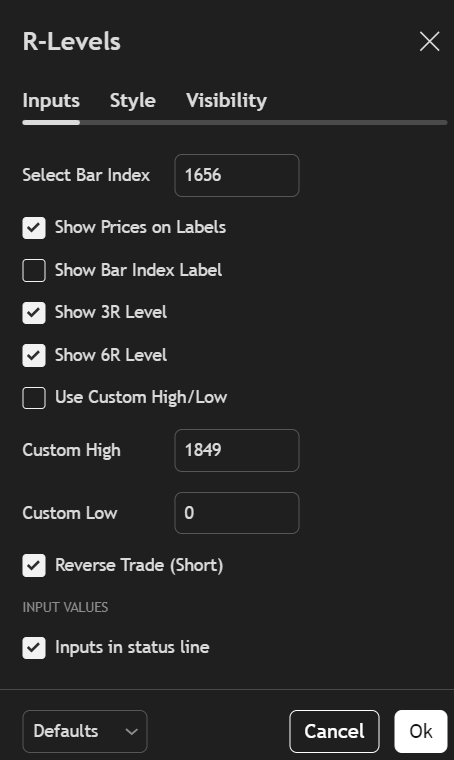 R-Levels
Inputs Style Visibility
Select Bar Index 1656
Show Prices on Labels
Show Bar Index Label
Show 3R Level
Show 6R Level
Use Custom High/Low
Custom High 1849
Custom Low 0
Reverse Trade (Short)
INPUT VALUES
Inputs in status line
Defaults Cancel Ok